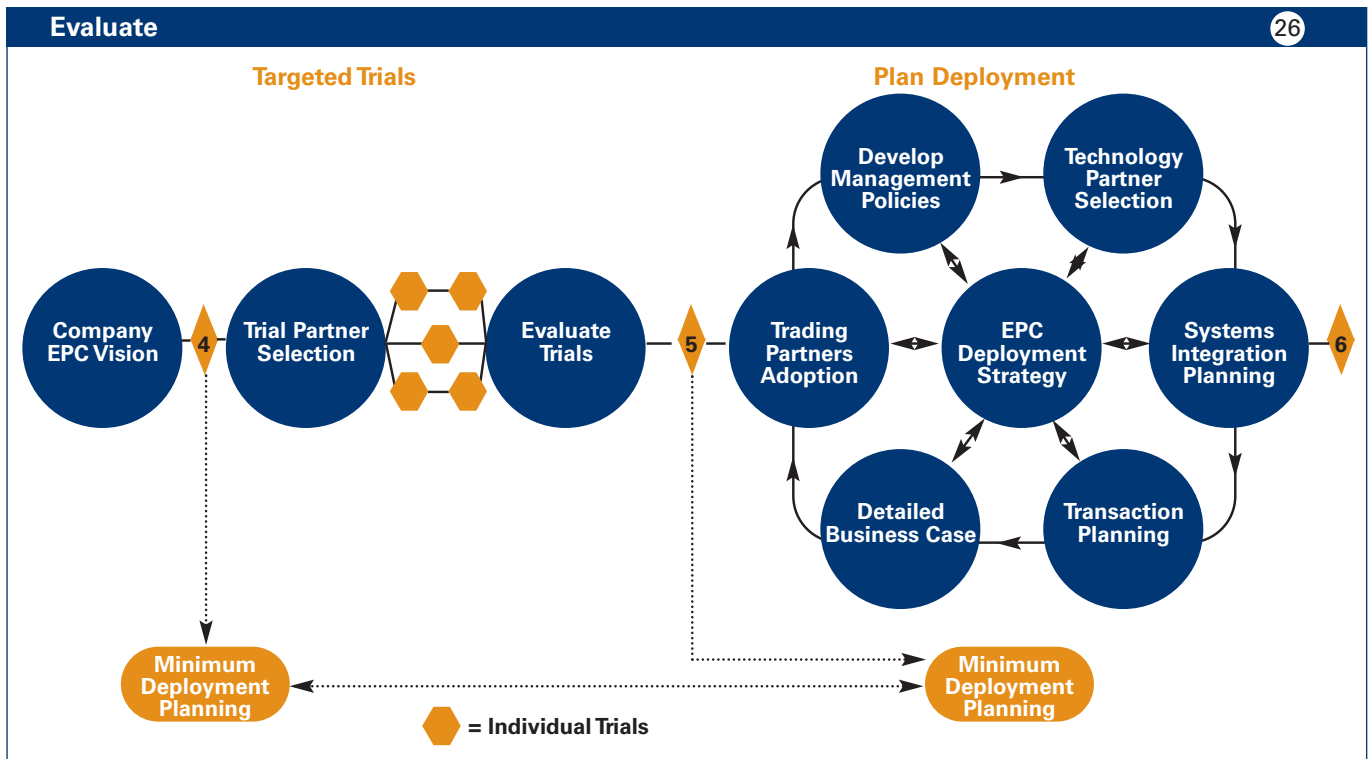 Evaluate
26
Targeted Trials
Plan Deployment
Company
EPC Vision
4
Trial Partner
Selection
Evaluate
Trials
5
Trading
Partners
Adoption
Develop
Management
Policies
Technology
Partner
Selection
EPC
Deployment
Strategy
Systems
Integration
Planning
6
Detailed
Business Case
Transaction
Planning
Minimum
Deployment
Planning
Minimum
Deployment
Planning
= Individual Trials